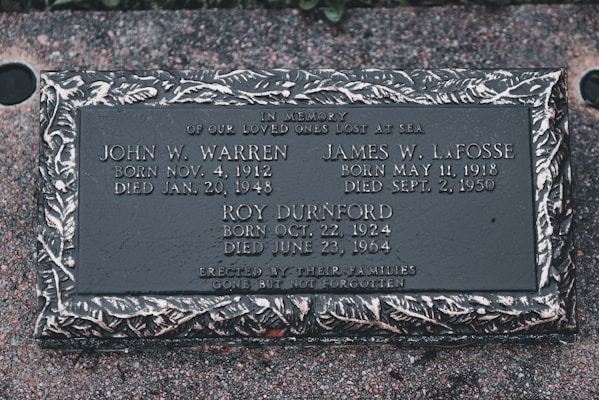 IN MEMORY
OF OUR LOVED ONES LOST AT SEA
JOHN W. WARREN
BORN NOV. 4, 1912
DIED JAN. 20, 1948
JAMES W. LAFOSSE
BORN MAY 11, 1918
DIED SEPT. 2, 1950
ROY DURNFORD
BORN OCT. 22, 1924
DIED JUNE 23, 1964
ERECTED BY THEIR FAMILIES
GONE BUT NOT FORGOTTEN